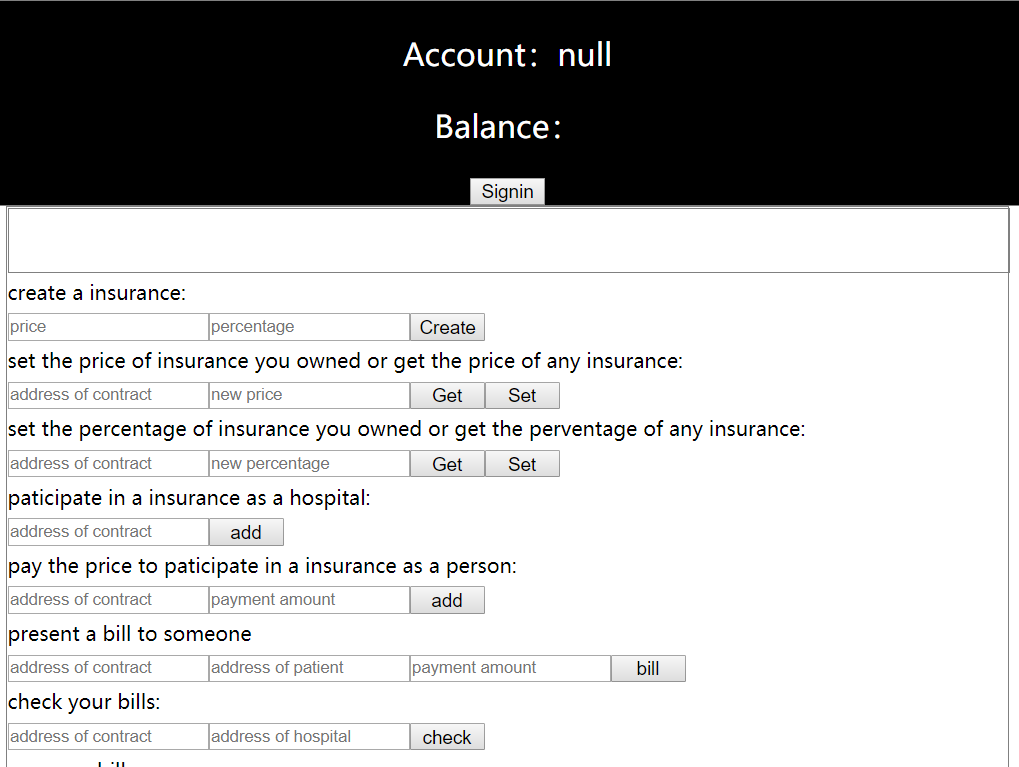 Account：null
Balance：
Signin
create a insurance:
price percentage Create
set the price of insurance you owned or get the price of any insurance:
address of contract new price Get Set
set the percentage of insurance you owned or get the perventage of any insurance:
address of contract new percentage Get Set
paticipate in a insurance as a hospital:
address of contract add
pay the price to paticipate in a insurance as a person:
address of contract payment amount add
present a bill to someone
address of contract address of patient payment amount bill
check your bills:
address of contract address of hospital check